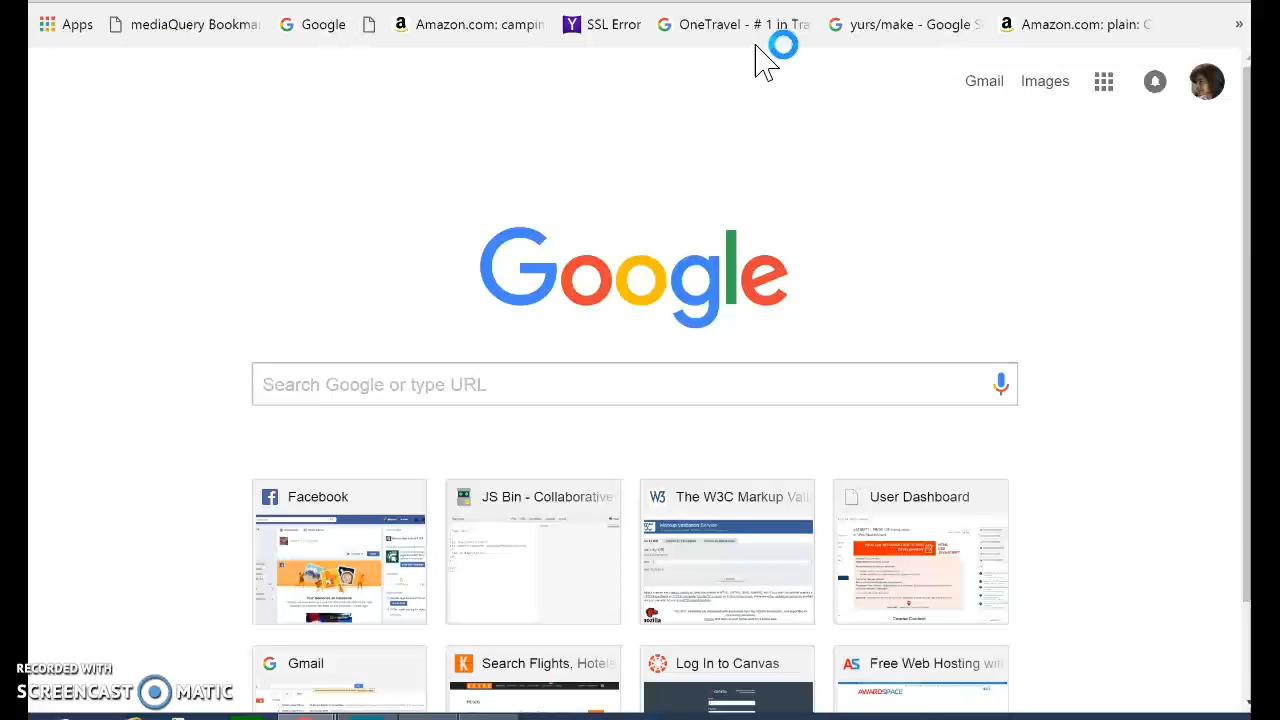 Apps mediaQuery Bookma Google Amazon.com: campin SSL Error OneTravel - # 1 in Tra yurs/make - Google S Amazon.com: plain: C »
Gmail Images
Google
Search Google or type URL
Facebook JS Bin - Collaborative The W3C Markup Vali User Dashboard
Gmail Search Flights, Hotels Log In to Canvas Free Web Hosting with
AWARDSPACE
RECORDED WITH
SCREENCAST MATIC